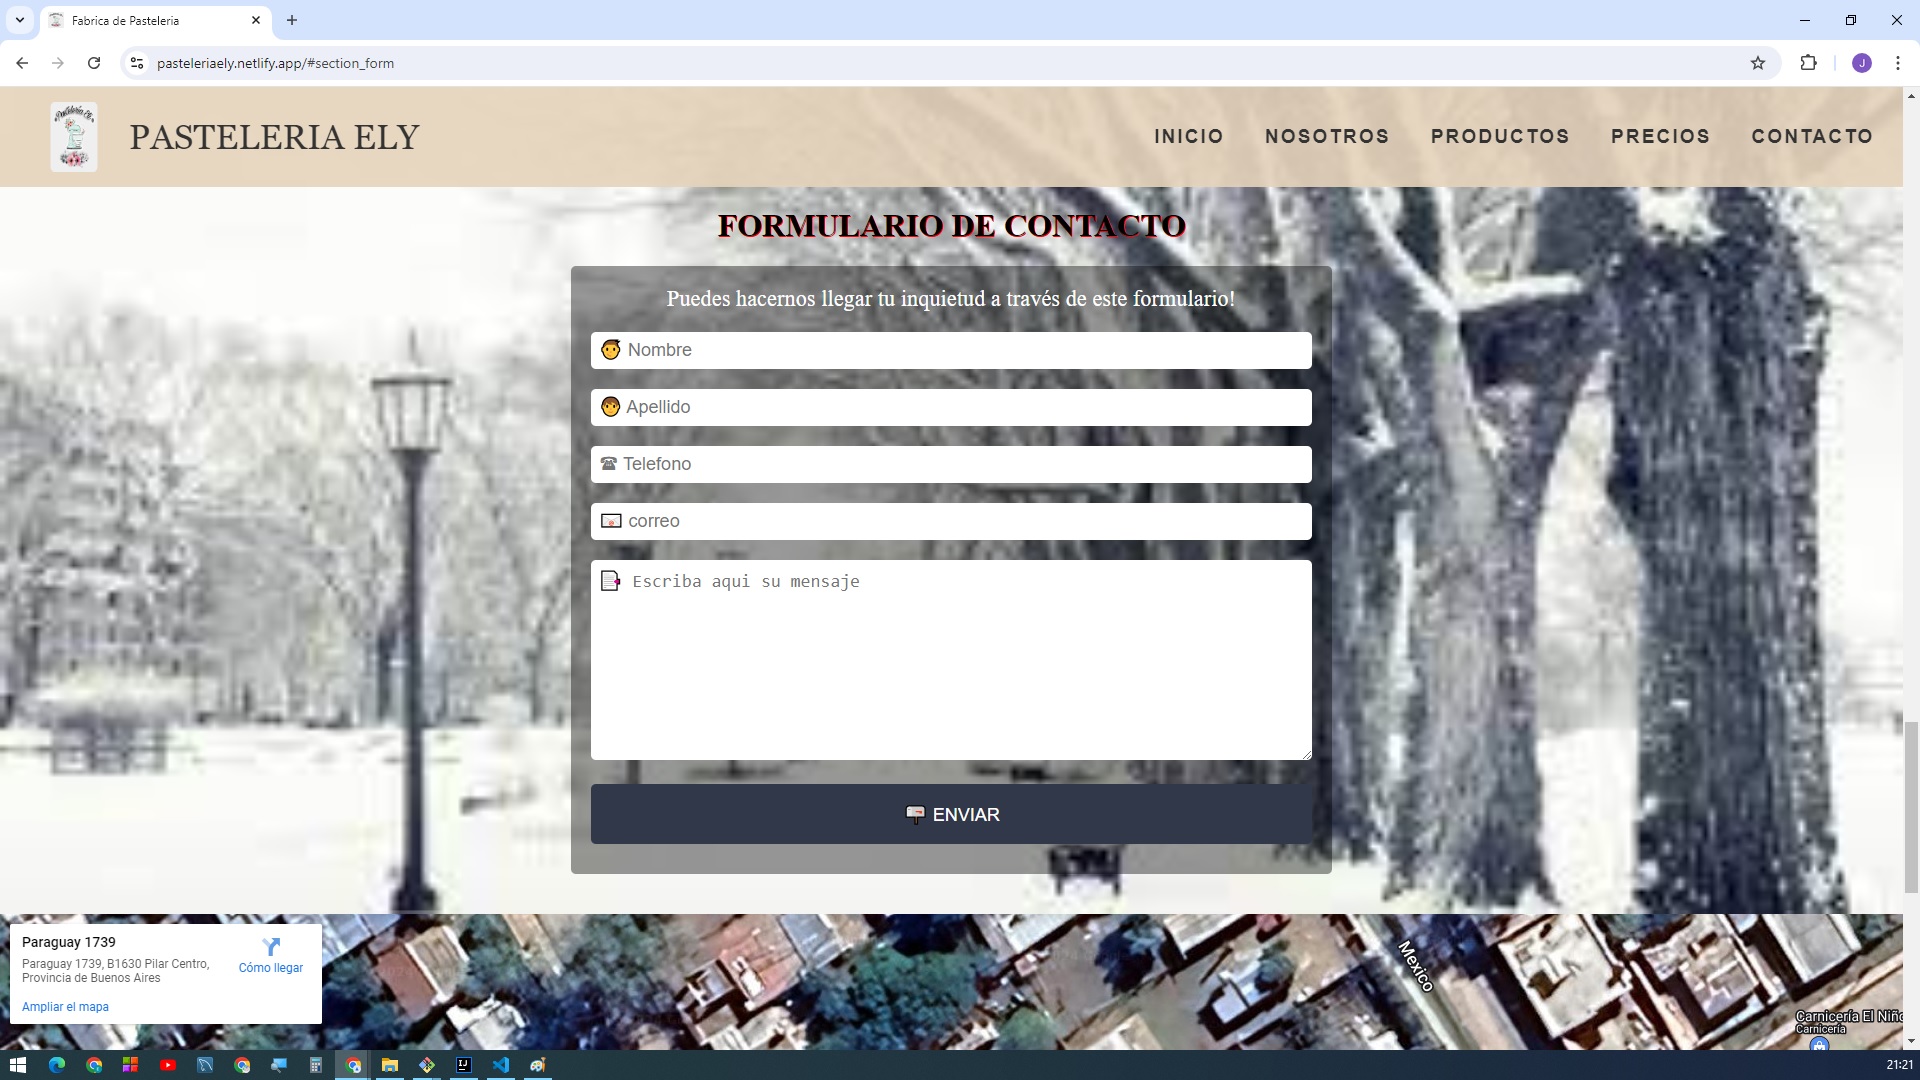 Fabrica de Pasteleria
pasteleriaely.netlify.app/#section_form
J
Pastelería Ely
PASTELERIA ELY
INICIO NOSOTROS PRODUCTOS PRECIOS CONTACTO
FORMULARIO DE CONTACTO
Puedes hacernos llegar tu inquietud a través de este formulario!
Nombre
Apellido
Telefono
correo
Escriba aqui su mensaje
ENVIAR
Paraguay 1739
Paraguay 1739, B1630 Pilar Centro,
Provincia de Buenos Aires
Cómo llegar
Ampliar el mapa
Mexico
Carnicería El Niño
Carnicería
21:21